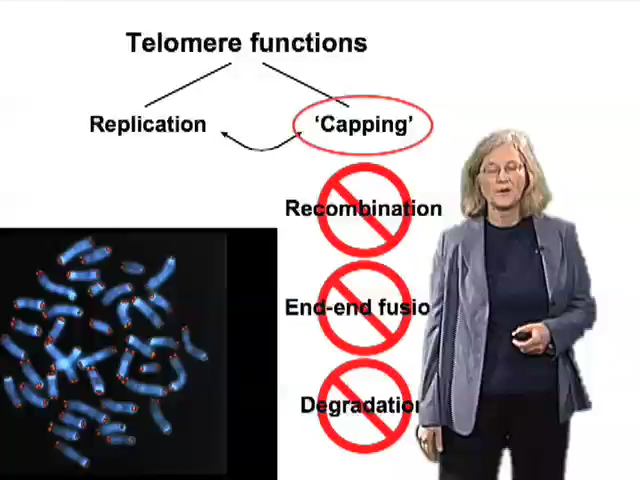 Telomere functions
Replication
‘Capping’
Recombination
End-end fusio
Degradation